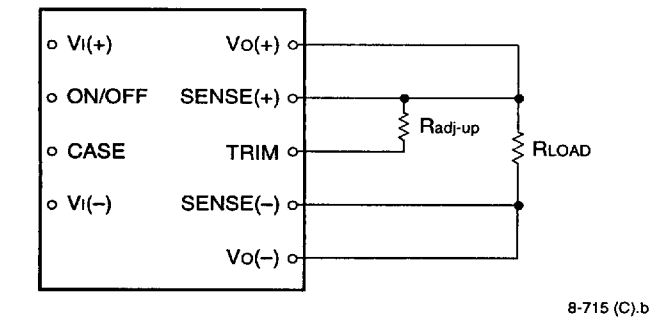 VI(+) VO(+)
ON/OFF SENSE(+)
Radj-up
CASE TRIM
RLOAD
VI(–) SENSE(–)
VO(–)
8-715 (C).b